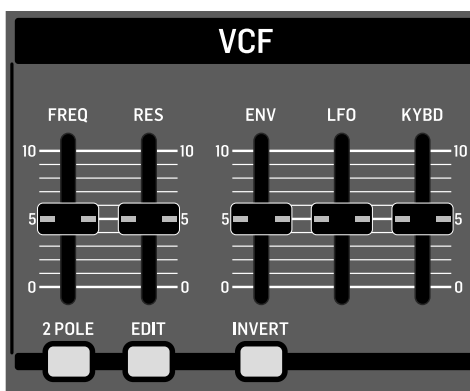 VCF
FREQ RES ENV LFO KYBD
10 10 10 10
5 5 5 5
0 0 0 0
2 POLE EDIT INVERT